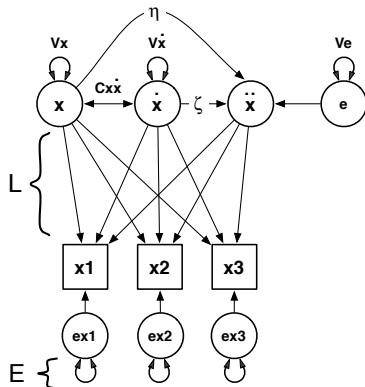 η
Vx Vẋ Ve
x Cxẋ ẋ ζ ẍ e
L
x1 x2 x3
ex1 ex2 ex3
E